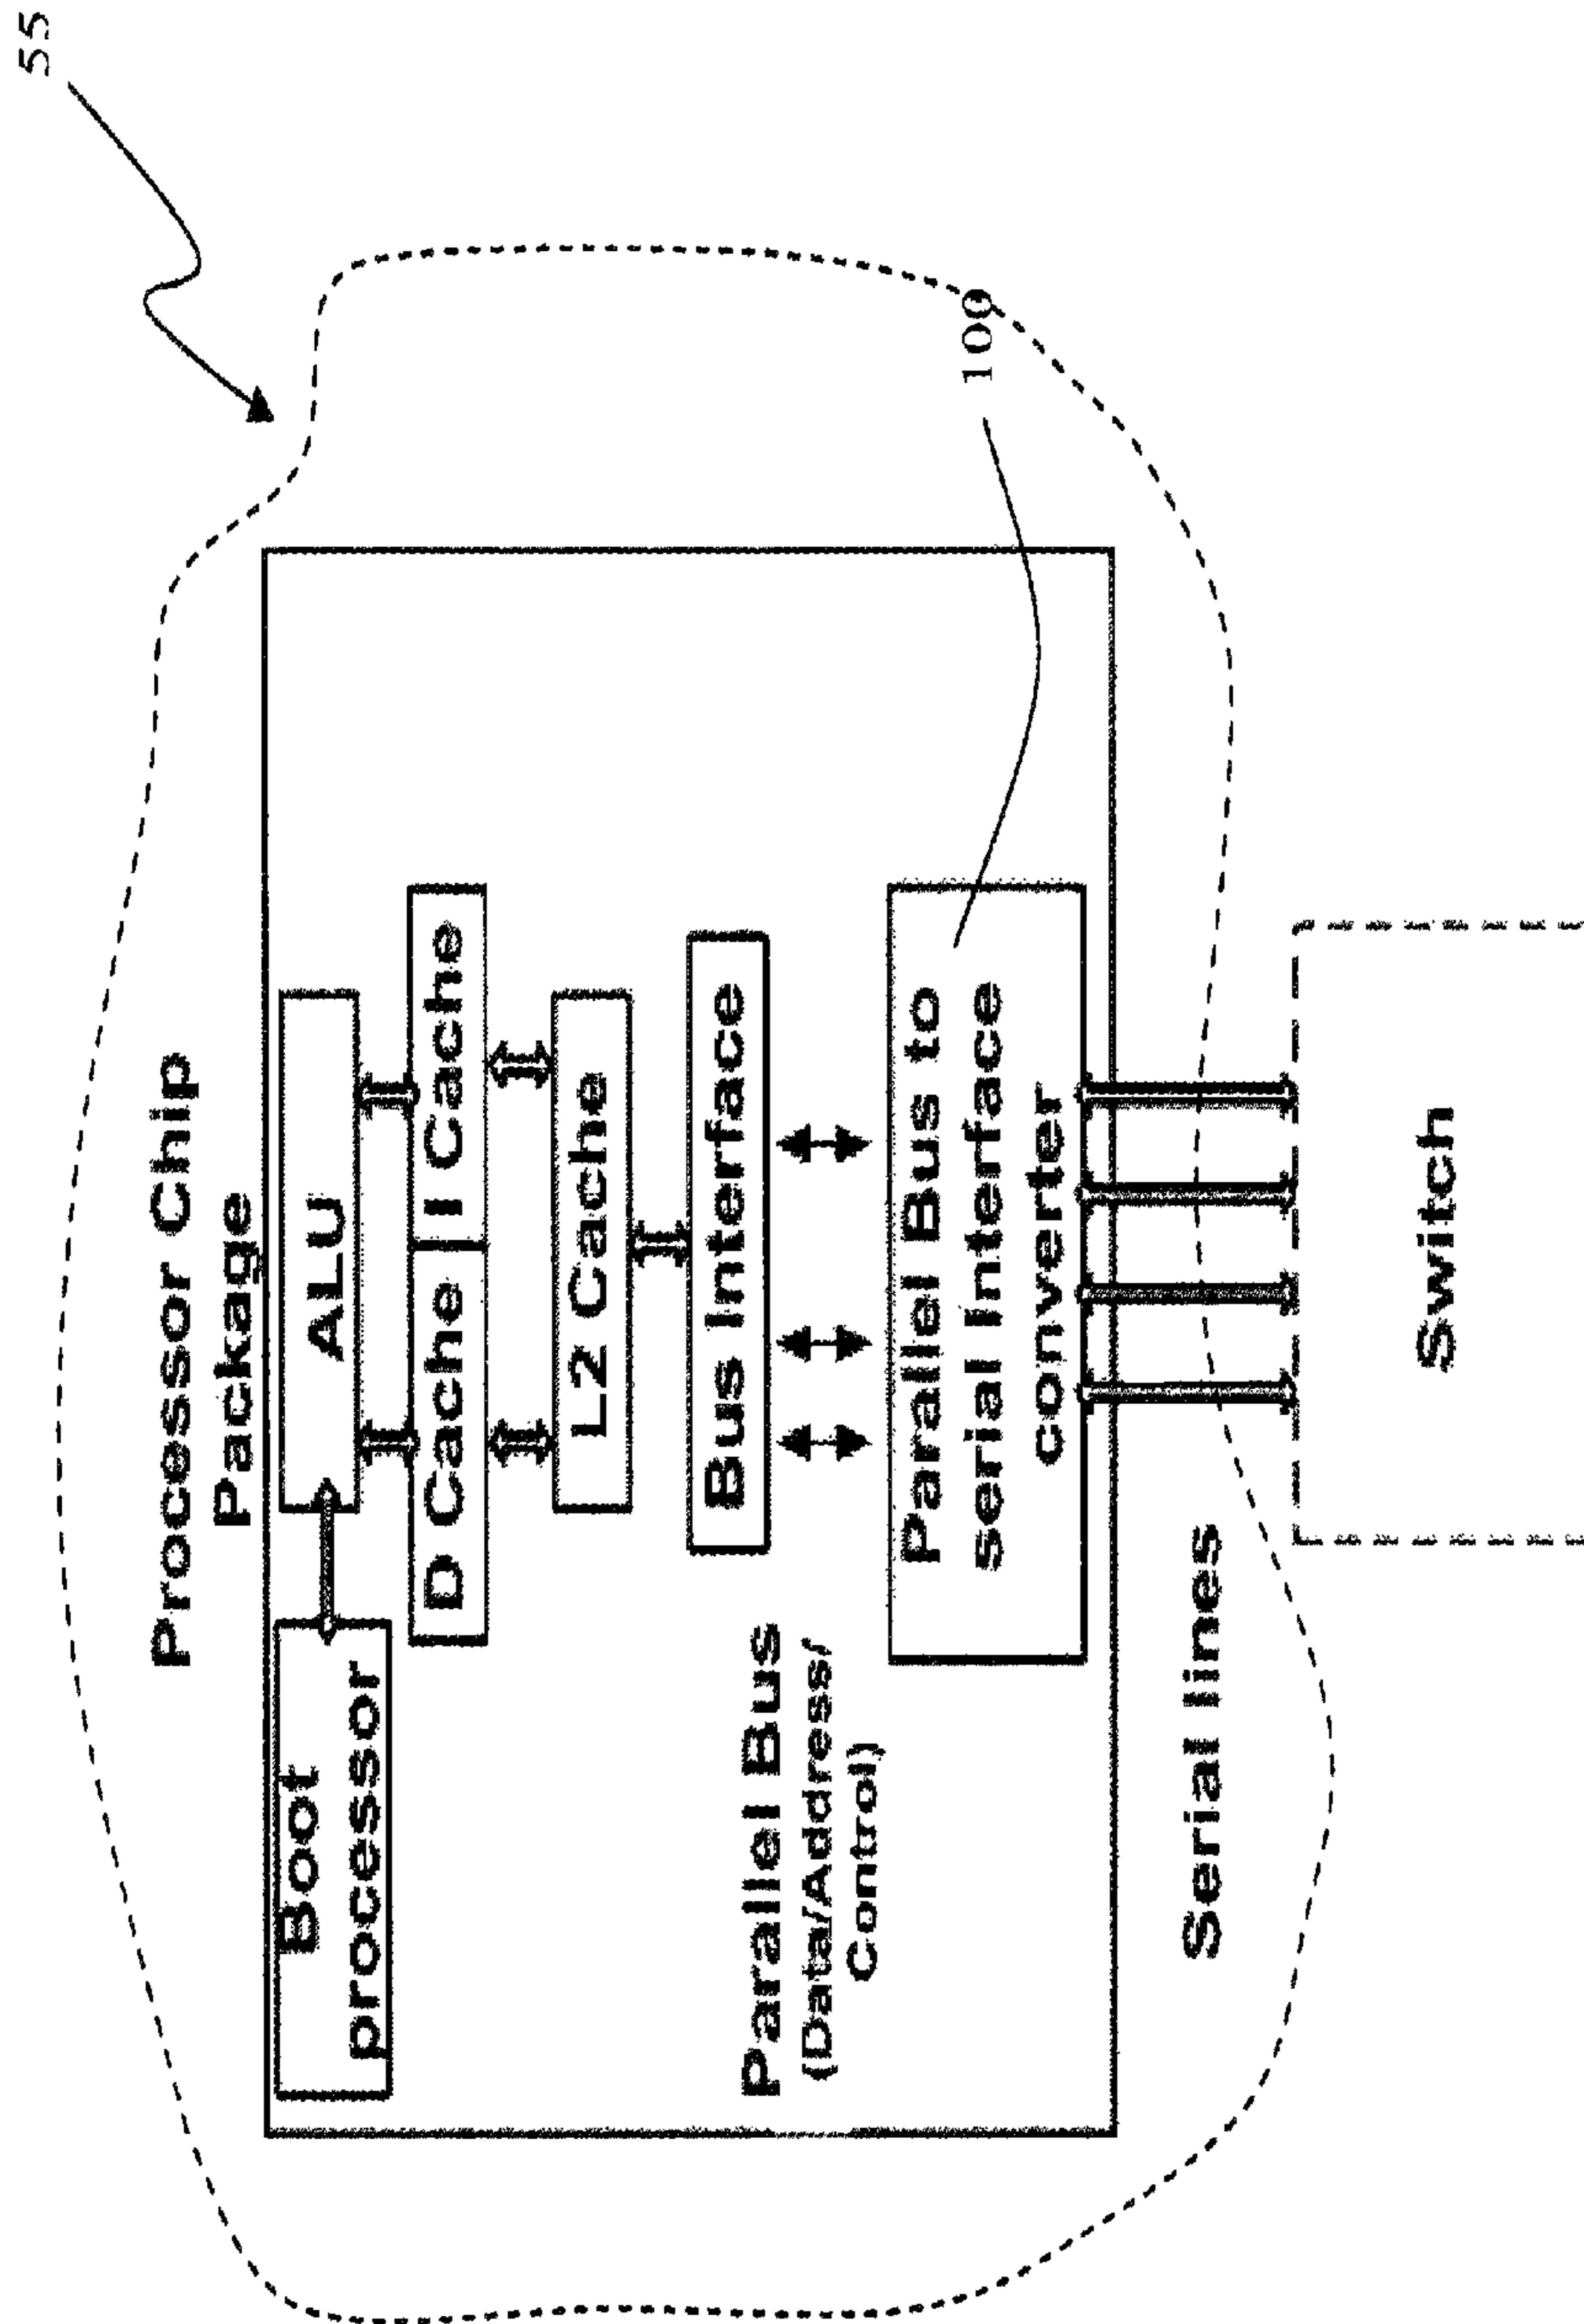 55
Processor Chip
Package
Boot
processor
ALU
D Cache
I Cache
L2 Cache
Bus Interface
Parallel Bus
(Data/Address/
Control)
100
Parallel Bus to
serial Interface
converter
Serial lines
Switch